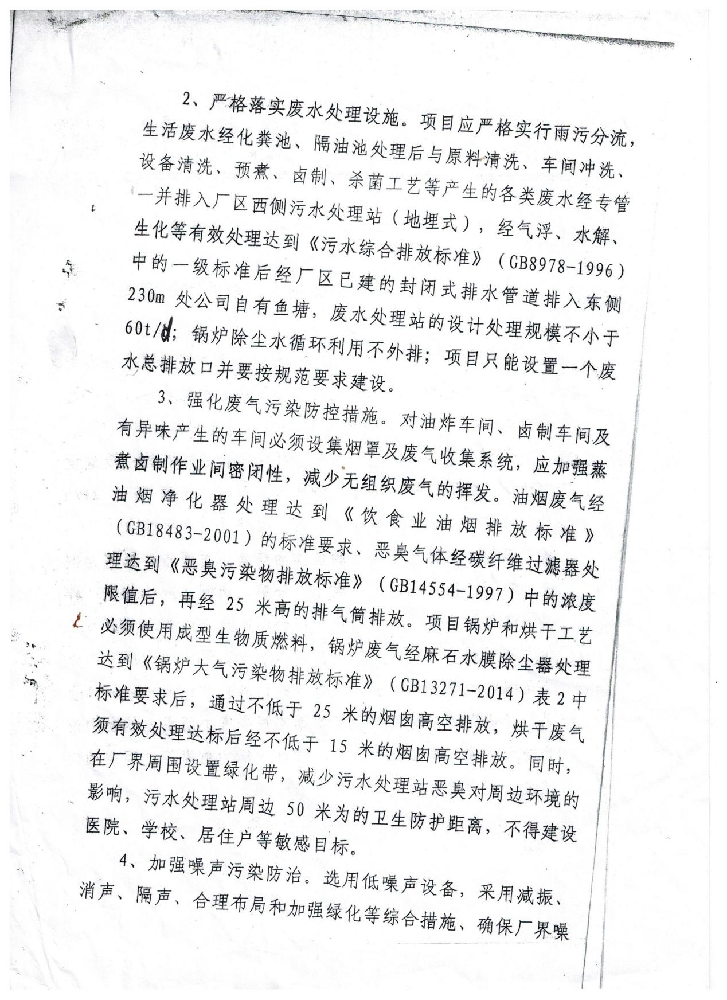 2、严格落实废水处理设施。项目应严格实行雨污分流，
生活废水经化粪池、隔油池处理后与原料清洗、车间冲洗、
设备清洗、预煮、卤制、杀菌工艺等产生的各类废水经专管
一并排入厂区西侧污水处理站（地埋式），经气浮、水解、
生化等有效处理达到《污水综合排放标准》（GB8978-1996）
中的一级标准后经厂区已建的封闭式排水管道排入东侧
230m 处公司自有鱼塘，废水处理站的设计处理规模不小于
60t/d；锅炉除尘水循环利用不外排；项目只能设置一个废
水总排放口并要按规范要求建设。
3、强化废气污染防控措施。对油炸车间、卤制车间及
有异味产生的车间必须设集烟罩及废气收集系统，应加强蒸
煮卤制作业间密闭性，减少无组织废气的挥发。油烟废气经
油烟净化器处理达到《饮食业油烟排放标准》
（GB18483-2001）的标准要求、恶臭气体经碳纤维过滤器处
理达到《恶臭污染物排放标准》（GB14554-1997）中的浓度
限值后，再经 25 米高的排气筒排放。项目锅炉和烘干工艺
必须使用成型生物质燃料，锅炉废气经麻石水膜除尘器处理
达到《锅炉大气污染物排放标准》（GB13271-2014）表2中
标准要求后，通过不低于 25 米的烟囱高空排放，烘干废气
须有效处理达标后经不低于 15 米的烟囱高空排放。同时，
在厂界周围设置绿化带，减少污水处理站恶臭对周边环境的
影响，污水处理站周边 50 米为的卫生防护距离，不得建设
医院、学校、居住户等敏感目标。
4、加强噪声污染防治。选用低噪声设备，采用减振、
消声、隔声、合理布局和加强绿化等综合措施、确保厂界噪